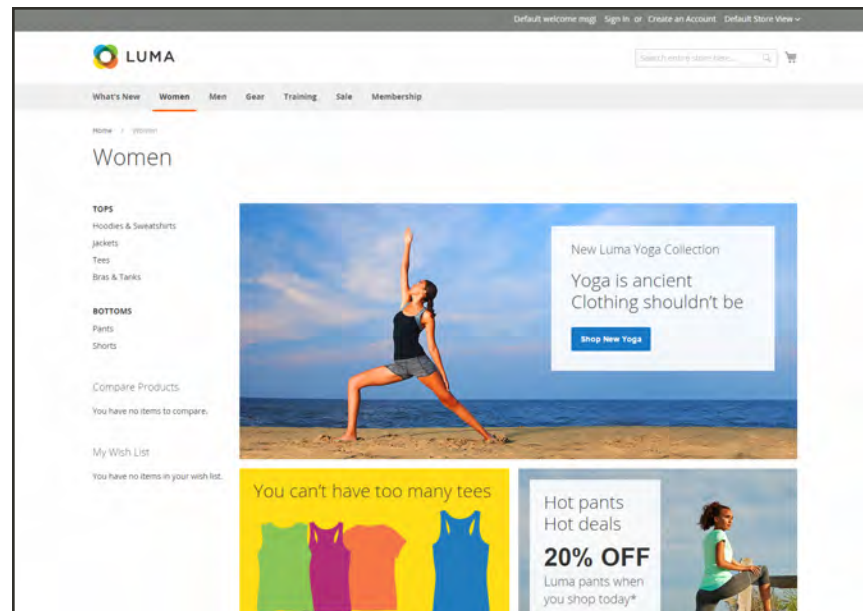 Default welcome msg! Sign In or Create an Account Default Store View
LUMA
Search entire store here...
What's New Women Men Gear Training Sale Membership
Home > Women
Women
TOPS
Hoodies & Sweatshirts
Jackets
Tees
Bras & Tanks
BOTTOMS
Pants
Shorts
Compare Products
You have no items to compare.
My Wish List
You have no items in your wish list.
New Luma Yoga Collection
Yoga is ancient
Clothing shouldn't be
Shop New Yoga
You can't have too many tees
Hot pants
Hot deals
20% OFF
Luma pants when
you shop today*